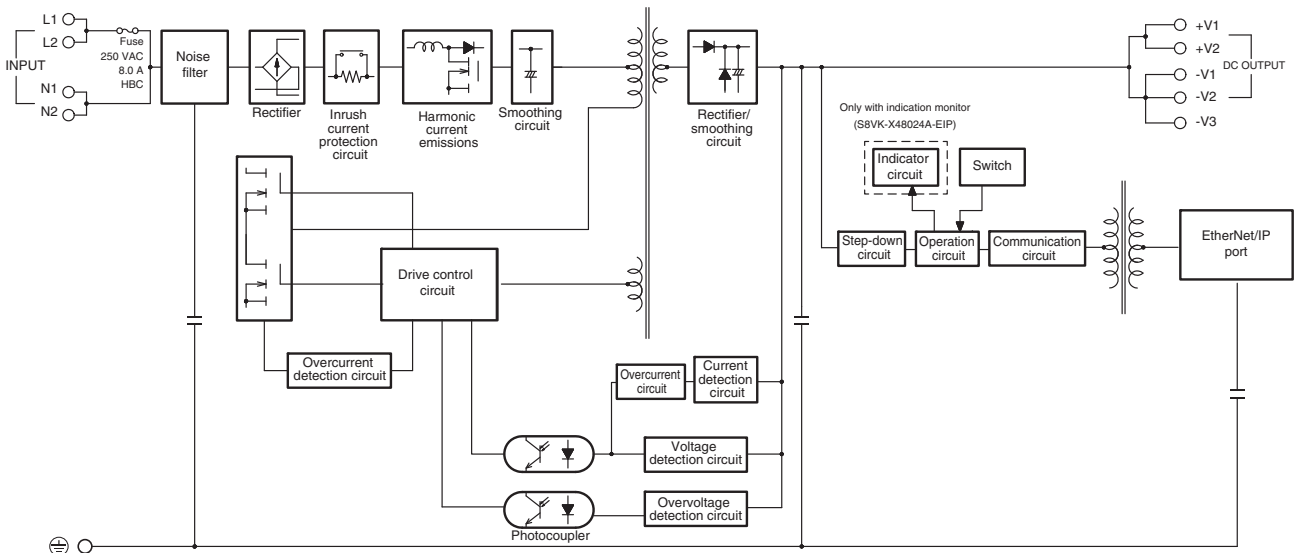 L1
L2
INPUT
N1
N2
Fuse
250 VAC
8.0 A
HBC
Noise
filter
Rectifier
Inrush
current
protection
circuit
Harmonic
current
emissions
Smoothing
circuit
Rectifier/
smoothing
circuit
+V1
+V2
DC OUTPUT
-V1
-V2
-V3
Only with indication monitor
(S8VK-X48024A-EIP)
Indicator
circuit
Switch
Step-down
circuit
Operation
circuit
Communication
circuit
EtherNet/IP
port
Drive control
circuit
Overcurrent
detection circuit
Overcurrent
circuit
Current
detection
circuit
Voltage
detection circuit
Overvoltage
detection circuit
Photocoupler